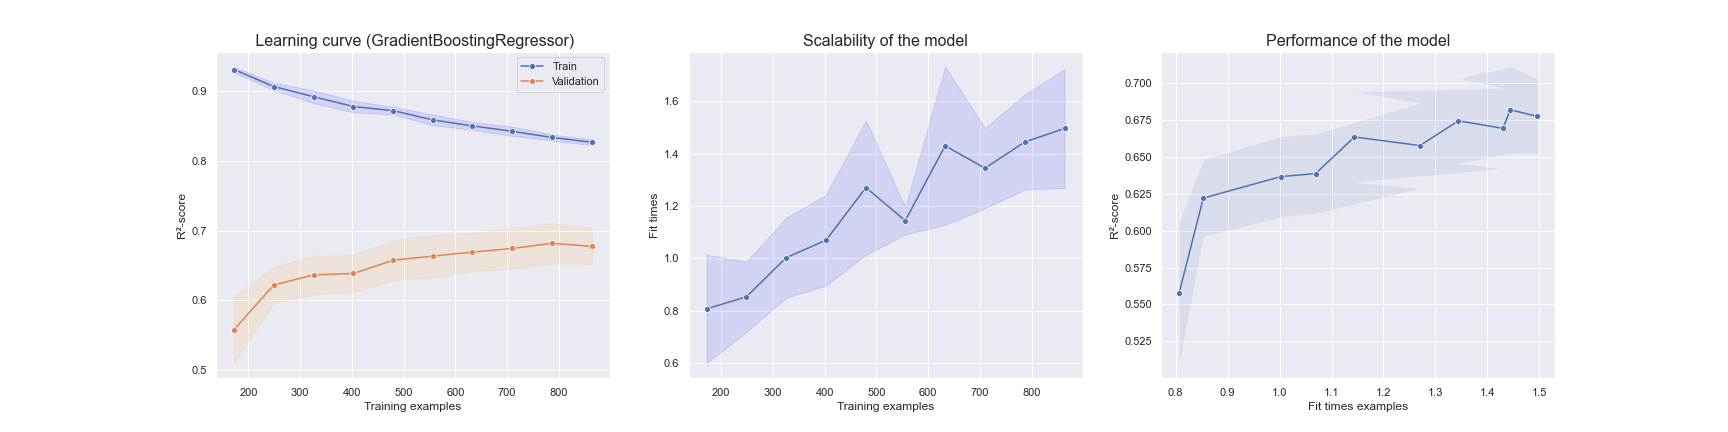 Learning curve (GradientBoostingRegressor)
Train
Validation
0.9
0.8
0.7
0.6
0.5
R²-score
200 300 400 500 600 700 800
Training examples
Scalability of the model
1.6
1.4
1.2
1.0
0.8
0.6
Fit times
200 300 400 500 600 700 800
Training examples
Performance of the model
0.700
0.675
0.650
0.625
0.600
0.575
0.550
0.525
R²-score
0.8 0.9 1.0 1.1 1.2 1.3 1.4 1.5
Fit times examples